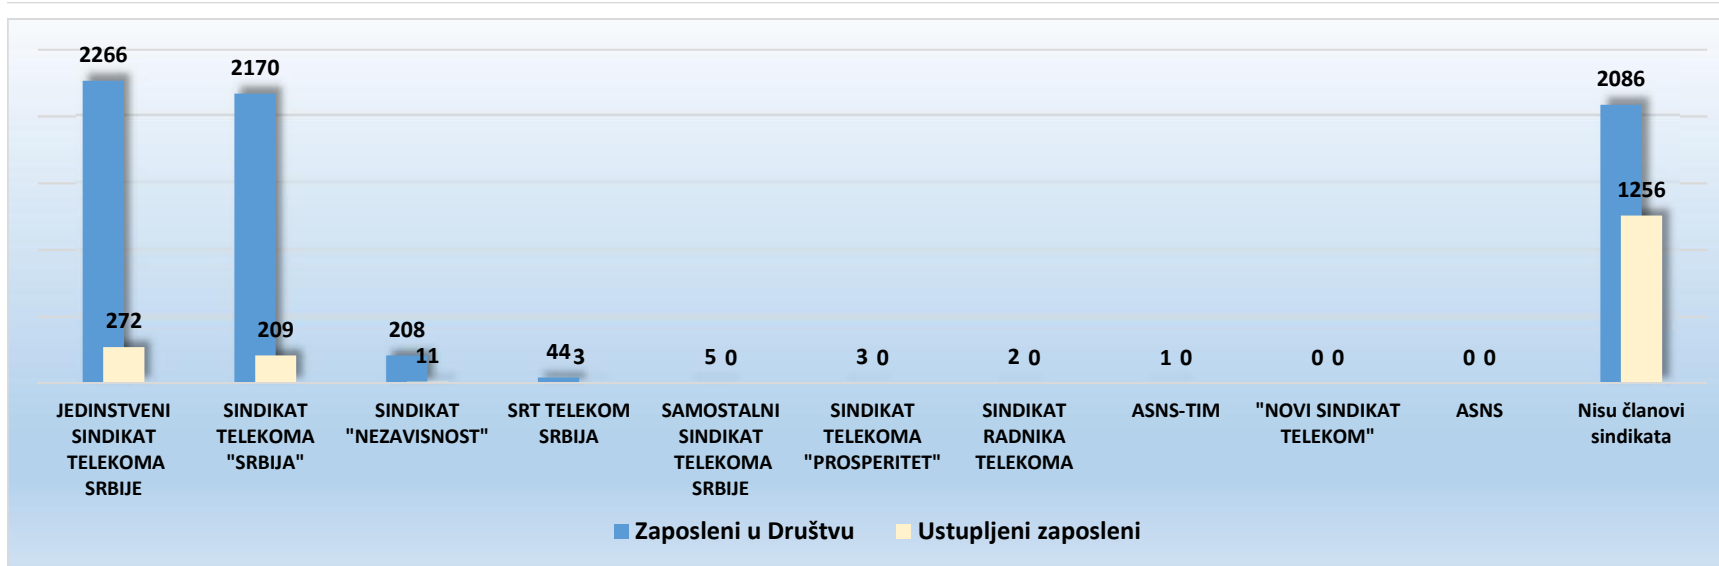 2266
272
2170
209
208
11
44
3
5 0
3 0
2 0
1 0
0 0
0 0
2086
1256
JEDINSTVENI
SINDIKAT
TELEKOMA
SRBIJE
SINDIKAT
TELEKOMA
"SRBIJA"
SINDIKAT
"NEZAVISNOST"
SRT TELEKOM
SRBIJA
SAMOSTALNI
SINDIKAT
TELEKOMA
SRBIJE
SINDIKAT
TELEKOMA
"PROSPERITET"
SINDIKAT
RADNIKA
TELEKOMA
ASNS-TIM
"NOVI SINDIKAT
TELEKOM"
ASNS
Nisu članovi
sindikata
Zaposleni u Društvu
Ustupljeni zaposleni